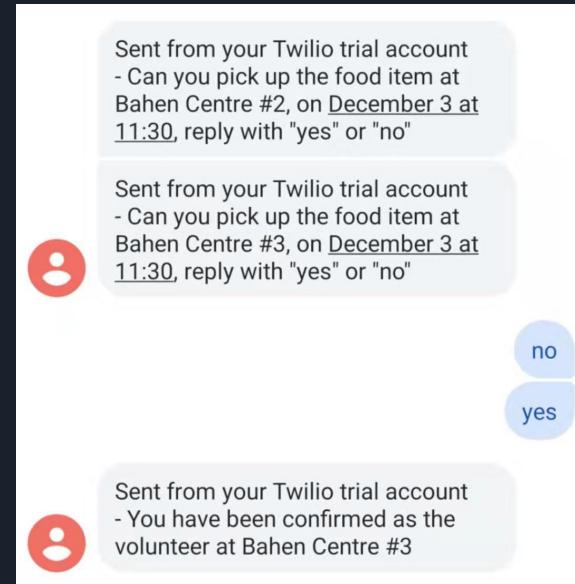 Sent from your Twilio trial account
- Can you pick up the food item at
Bahen Centre #2, on December 3 at
11:30, reply with "yes" or "no"
Sent from your Twilio trial account
- Can you pick up the food item at
Bahen Centre #3, on December 3 at
11:30, reply with "yes" or "no"
no
yes
Sent from your Twilio trial account
- You have been confirmed as the
volunteer at Bahen Centre #3